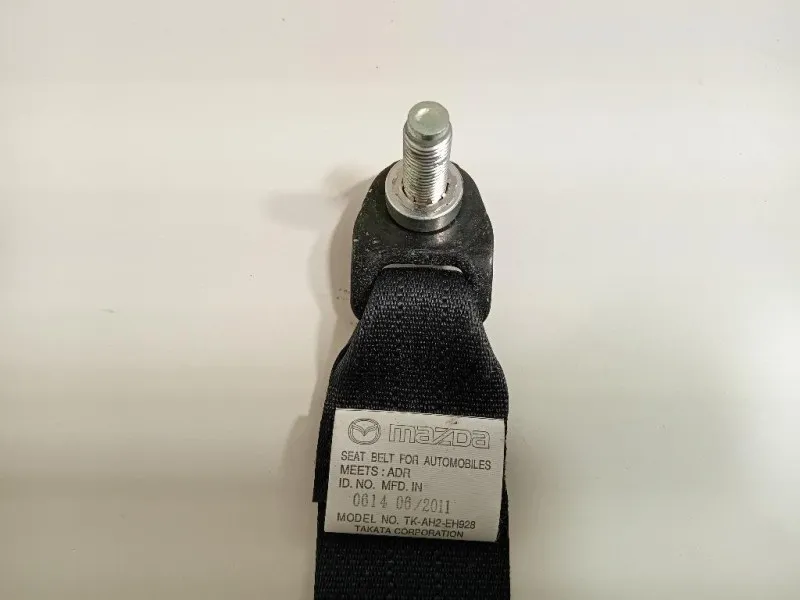 mazda
SEAT BELT FOR AUTOMOBILES
MEETS : ADR
ID. NO. MFD. IN
0614 06/2011
MODEL NO. TK-AH2-EH928
TAKATA CORPORATION